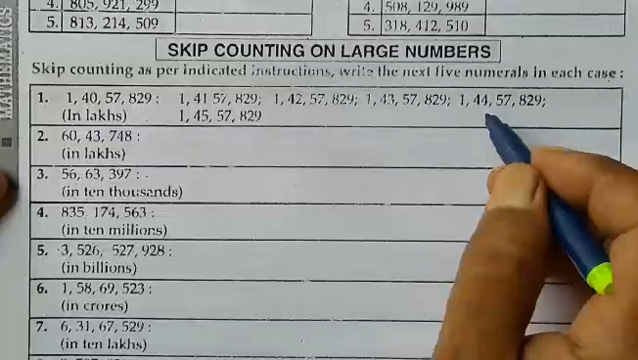 4. 805, 921, 299
4. 508, 129, 989
5. 813, 214, 509
5. 318, 412, 510
MATHEMATICS
SKIP COUNTING ON LARGE NUMBERS
Skip counting as per indicated instructions, write the next five numerals in each case :
1. 1, 40, 57, 829 : 1, 41 57, 829; 1, 42, 57, 829; 1, 43, 57, 829; 1, 44, 57, 829;
(In lakhs) 1, 45, 57, 829
2. 60, 43, 748 :
(in lakhs)
3. 56, 63, 397 :
(in ten thousands)
4. 835, 174, 563 :
(in ten millions)
5. 3, 526, 527, 928 :
(in billions)
6. 1, 58, 69, 523 :
(in crores)
7. 6, 31, 67, 529 :
(in ten lakhs)